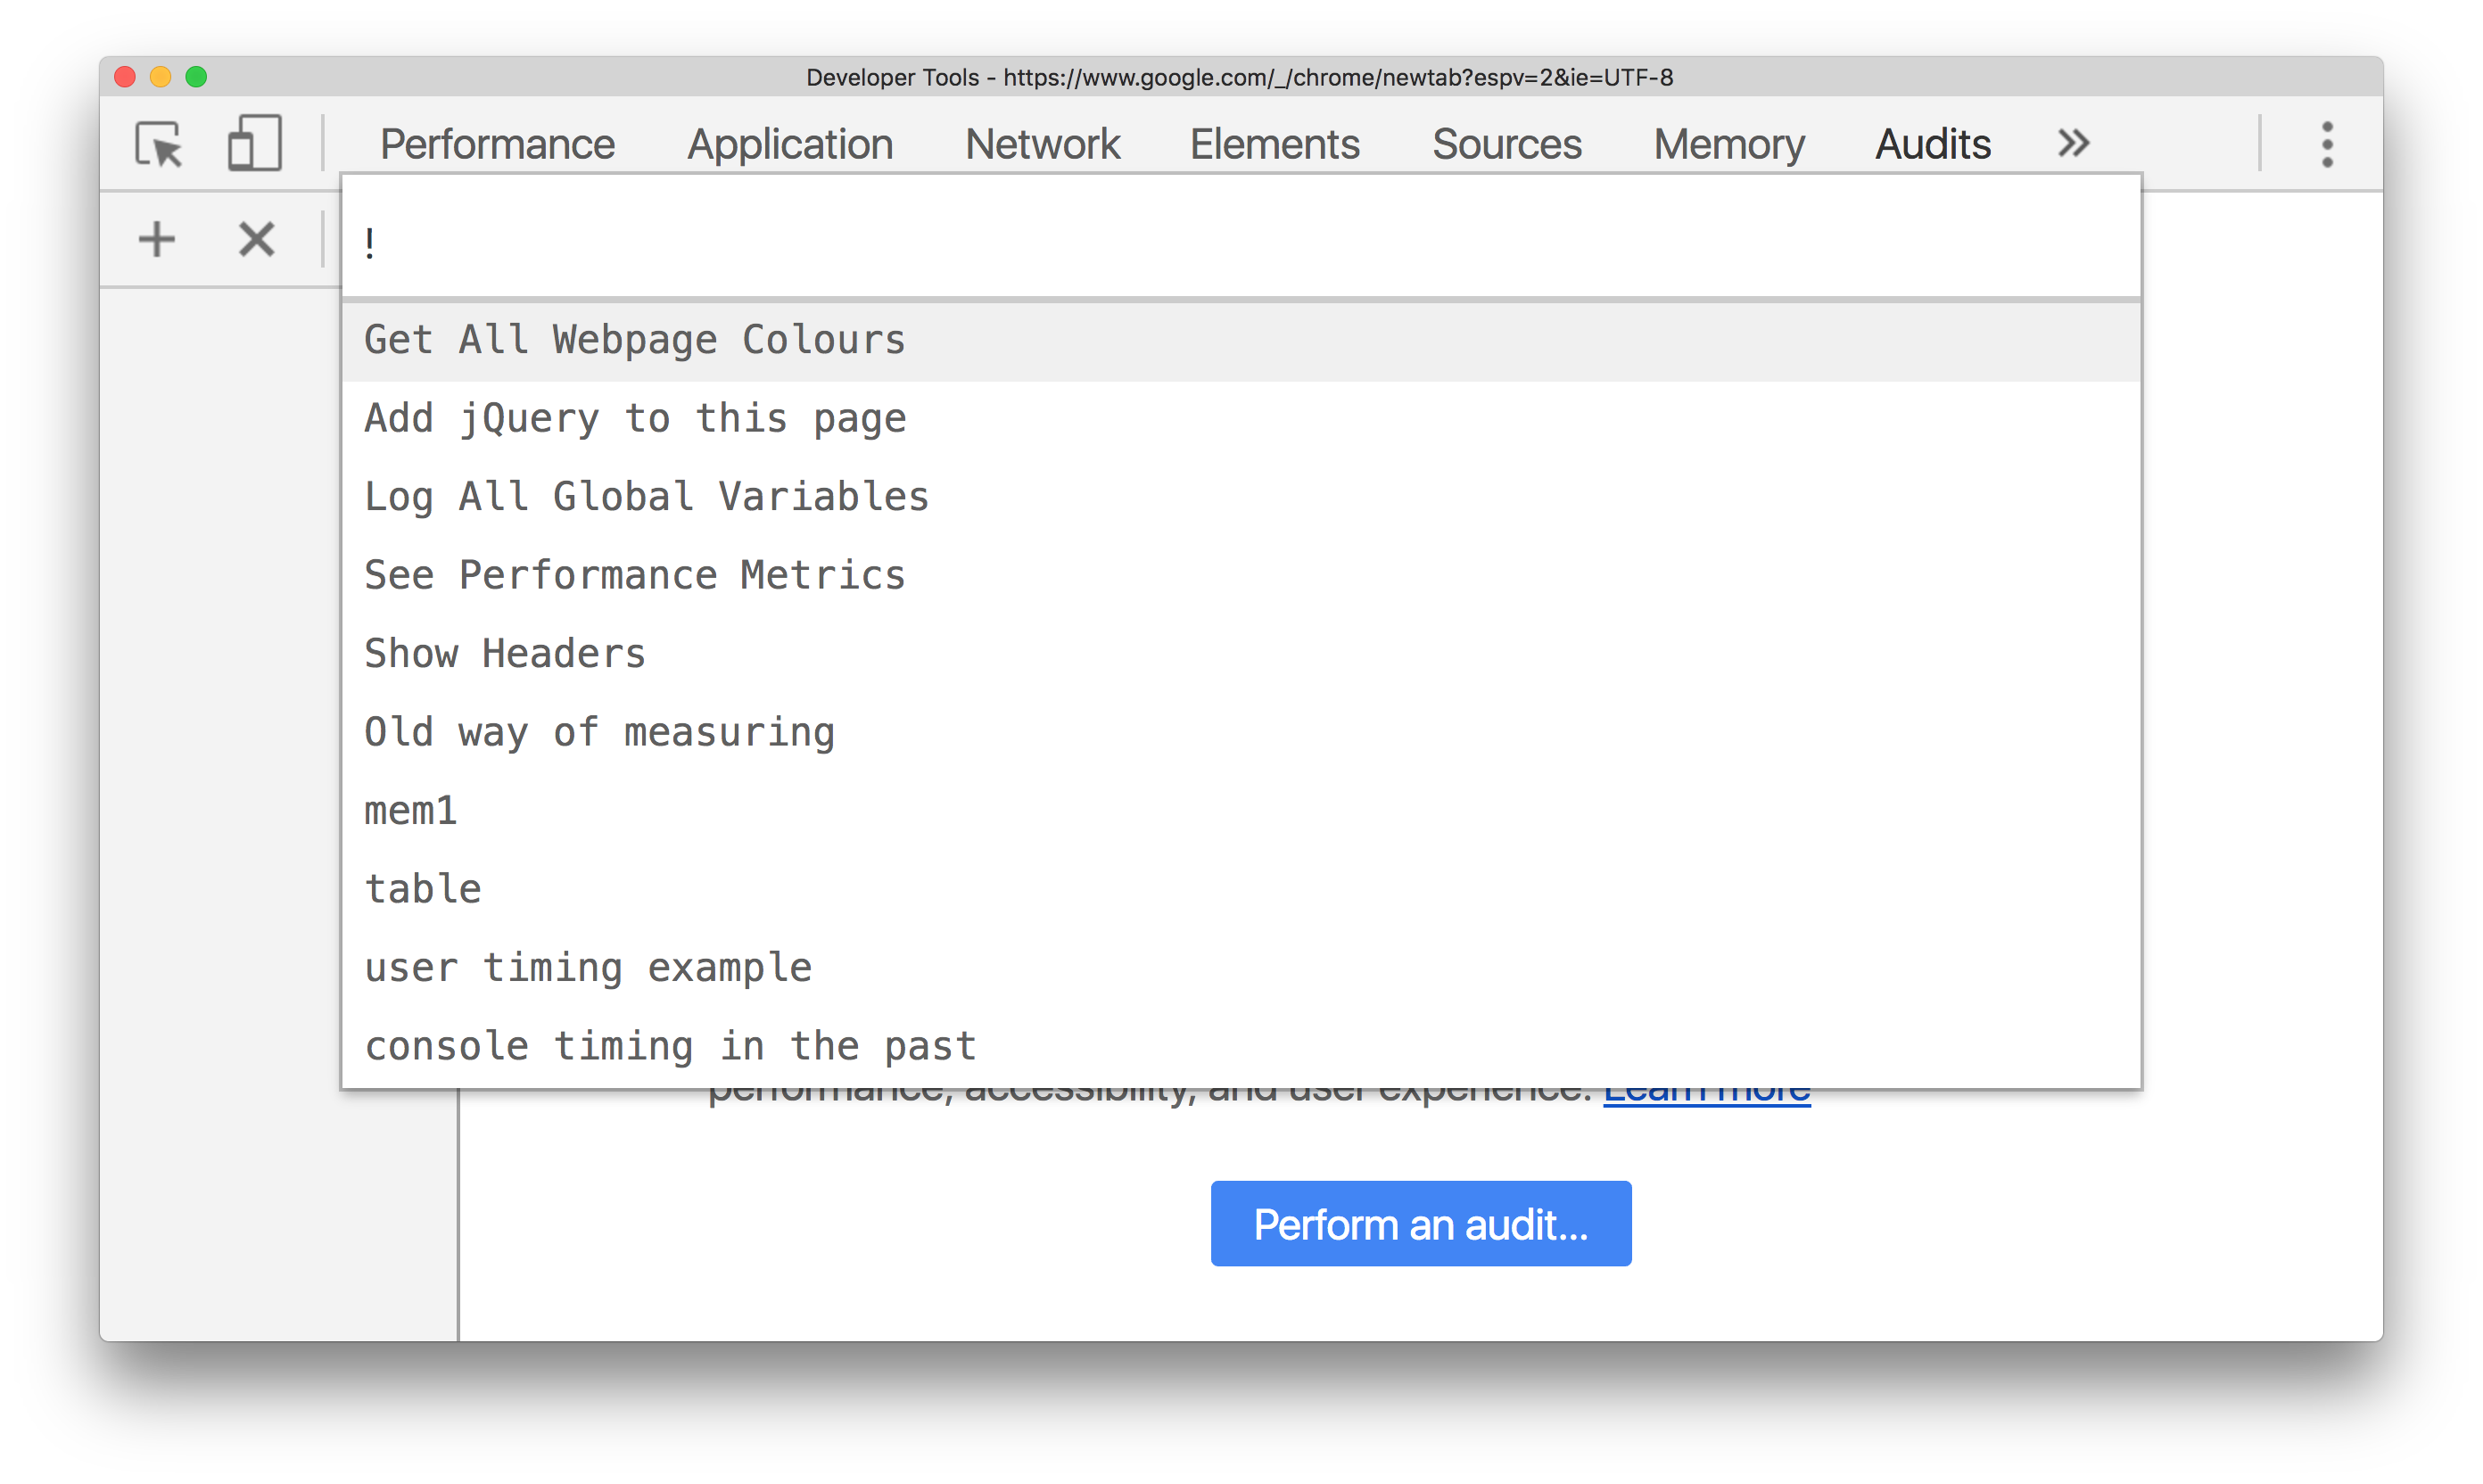 Developer Tools - https://www.google.com/_/chrome/newtab?espv=2&ie=UTF-8
Performance Application Network Elements Sources Memory Audits »
!
Get All Webpage Colours
Add jQuery to this page
Log All Global Variables
See Performance Metrics
Show Headers
Old way of measuring
mem1
table
user timing example
console timing in the past
performance, accessibility, and user experience. Learn more
Perform an audit...